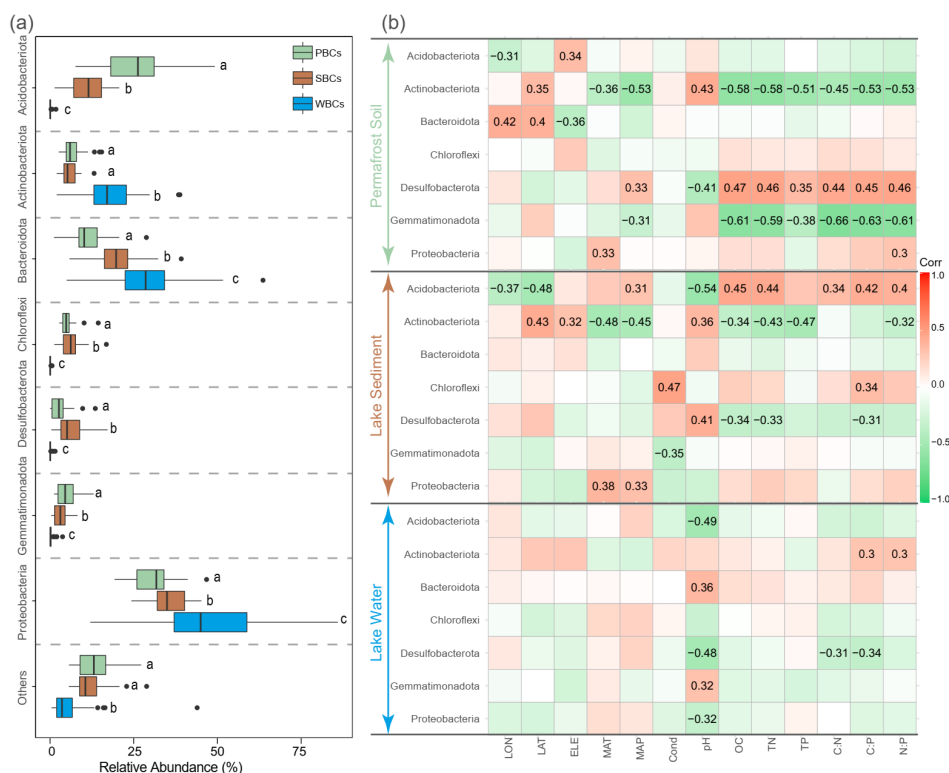 (a)
(b)
PBCs
SBCs
WBCs
Acidobacteriota
a
b
c
Actinobacteriota
a
a
b
Bacteroidota
a
b
c
Chloroflexi
a
b
c
Desulfobacterota
a
b
c
Gemmatimonadota
a
b
c
Proteobacteria
a
b
c
Others
a
a
b
0 25 50 75
Relative Abundance (%)
Permafrost Soil
Acidobacteriota −0.31 0.34
Actinobacteriota 0.35 −0.36 −0.53 0.43 −0.58 −0.58 −0.51 −0.45 −0.53 −0.53
Bacteroidota 0.42 0.4 −0.36
Chloroflexi
Desulfobacterota 0.33 −0.41 0.47 0.46 0.35 0.44 0.45 0.46
Gemmatimonadota −0.31 −0.61 −0.59 −0.38 −0.66 −0.63 −0.61
Proteobacteria 0.33 0.3
Lake Sediment
Acidobacteriota −0.37 −0.48 0.31 −0.54 0.45 0.44 0.34 0.42 0.4
Actinobacteriota 0.43 0.32 −0.48 −0.45 0.36 −0.34 −0.43 −0.47 −0.32
Bacteroidota
Chloroflexi 0.47 0.34
Desulfobacterota 0.41 −0.34 −0.33 −0.31
Gemmatimonadota −0.35
Proteobacteria 0.38 0.33
Lake Water
Acidobacteriota −0.49
Actinobacteriota 0.3 0.3
Bacteroidota 0.36
Chloroflexi
Desulfobacterota −0.48 −0.31 −0.34
Gemmatimonadota 0.32
Proteobacteria −0.32
LON LAT ELE MAT MAP Cond pH OC TN TP C:N C:P N:P
Corr
1.0
0.5
0
−0.5
−1.0